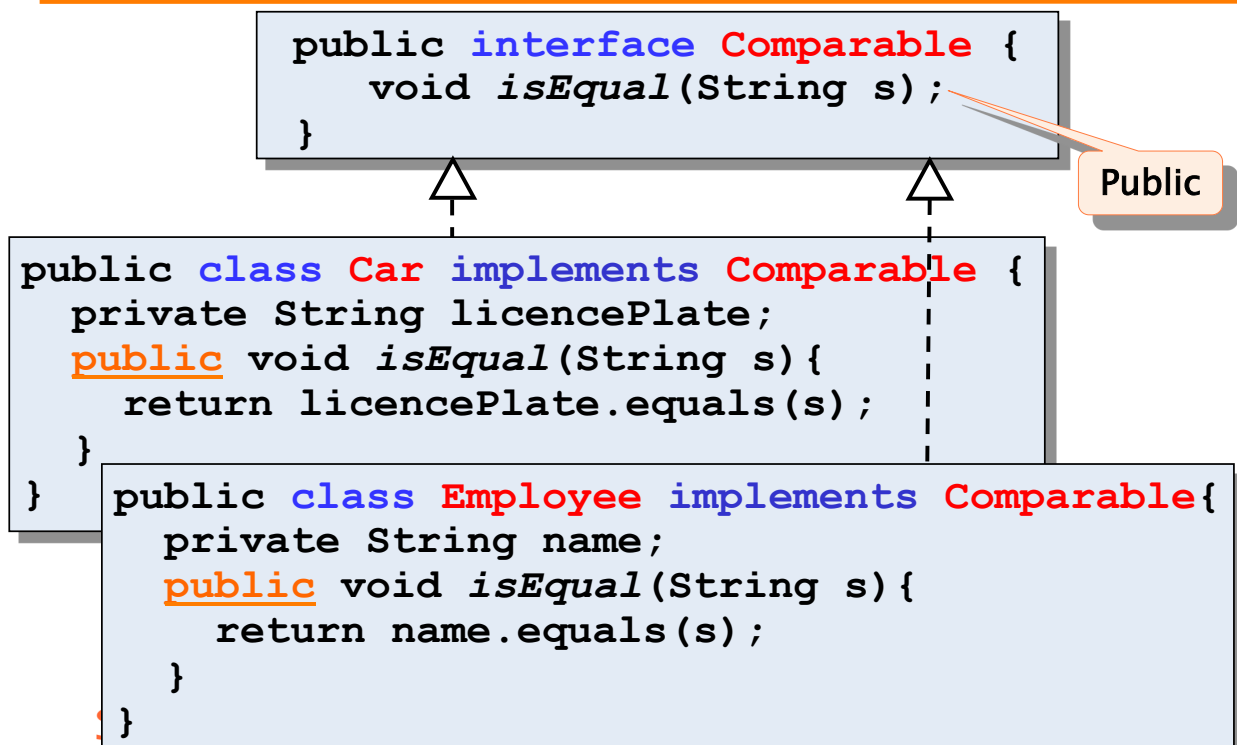 public interface Comparable {
void isEqual(String s);
}
Public
public class Car implements Comparable {
private String licencePlate;
public void isEqual(String s){
return licencePlate.equals(s);
}
}
public class Employee implements Comparable{
private String name;
public void isEqual(String s){
return name.equals(s);
}
}